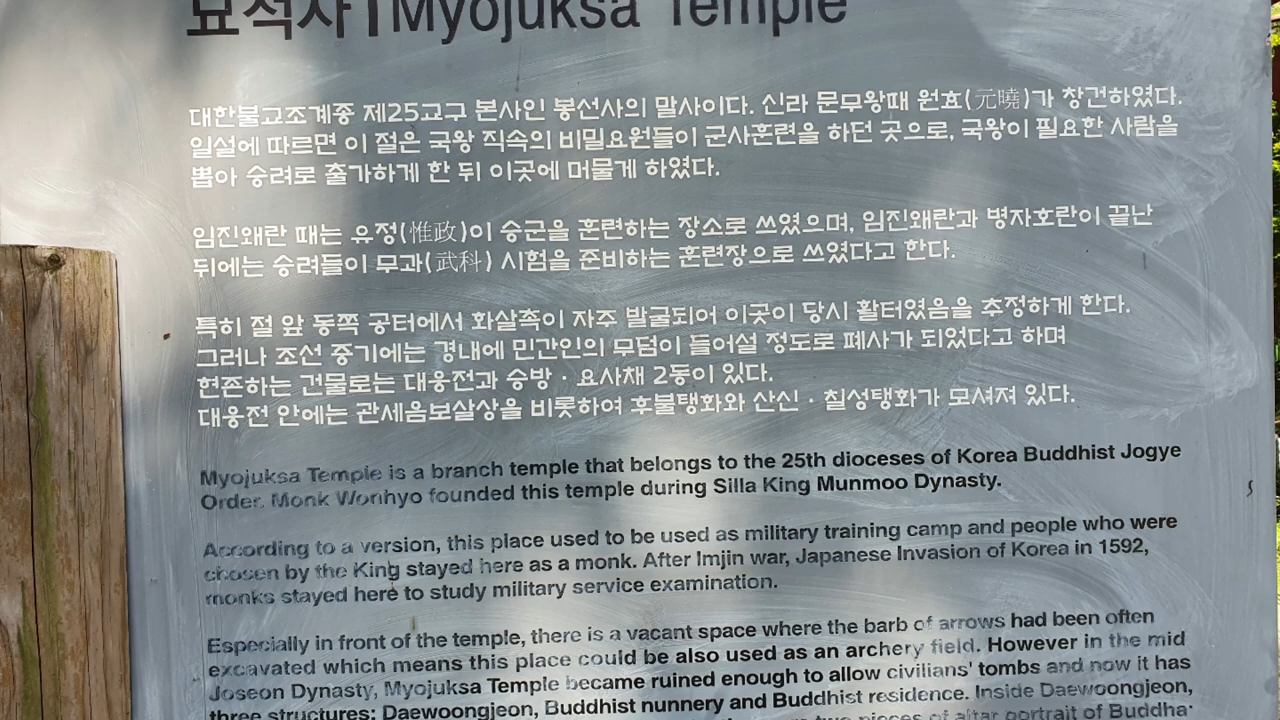 묘적사 | Myojuksa Temple
대한불교조계종 제25교구 본사인 봉선사의 말사이다. 신라 문무왕때 원효(元曉)가 창건하였다.
일설에 따르면 이 절은 국왕 직속의 비밀요원들이 군사훈련을 하던 곳으로, 국왕이 필요한 사람을
뽑아 승려로 출가하게 한 뒤 이곳에 머물게 하였다.
임진왜란 때는 유정(惟政)이 승군을 훈련하는 장소로 쓰였으며, 임진왜란과 병자호란이 끝난
뒤에는 승려들이 무과(武科) 시험을 준비하는 훈련장으로 쓰였다고 한다.
특히 절 앞 동쪽 공터에서 화살촉이 자주 발굴되어 이곳이 당시 활터였음을 추정하게 한다.
그러나 조선 중기에는 경내에 민간인의 무덤이 들어설 정도로 폐사가 되었다고 하며
현존하는 건물로는 대웅전과 승방 · 요사채 2동이 있다.
대웅전 안에는 관세음보살상을 비롯하여 후불탱화와 산신 · 칠성탱화가 모셔져 있다.
Myojuksa Temple is a branch temple that belongs to the 25th dioceses of Korea Buddhist Jogye
Order. Monk Wonhyo founded this temple during Silla King Munmoo Dynasty.
According to a version, this place used to be used as military training camp and people who were
chosen by the King stayed here as a monk. After Imjin war, Japanese Invasion of Korea in 1592,
monks stayed here to study military service examination.
Especially in front of the temple, there is a vacant space where the barb of arrows had been often
excavated which means this place could be also used as an archery field. However in the mid
Joseon Dynasty, Myojuksa Temple became ruined enough to allow civilians' tombs and now it has
three structures: Daewoongjeon, Buddhist nunnery and Buddhist residence. Inside Daewoongjeon,
two pieces of altar portrait of Buddha